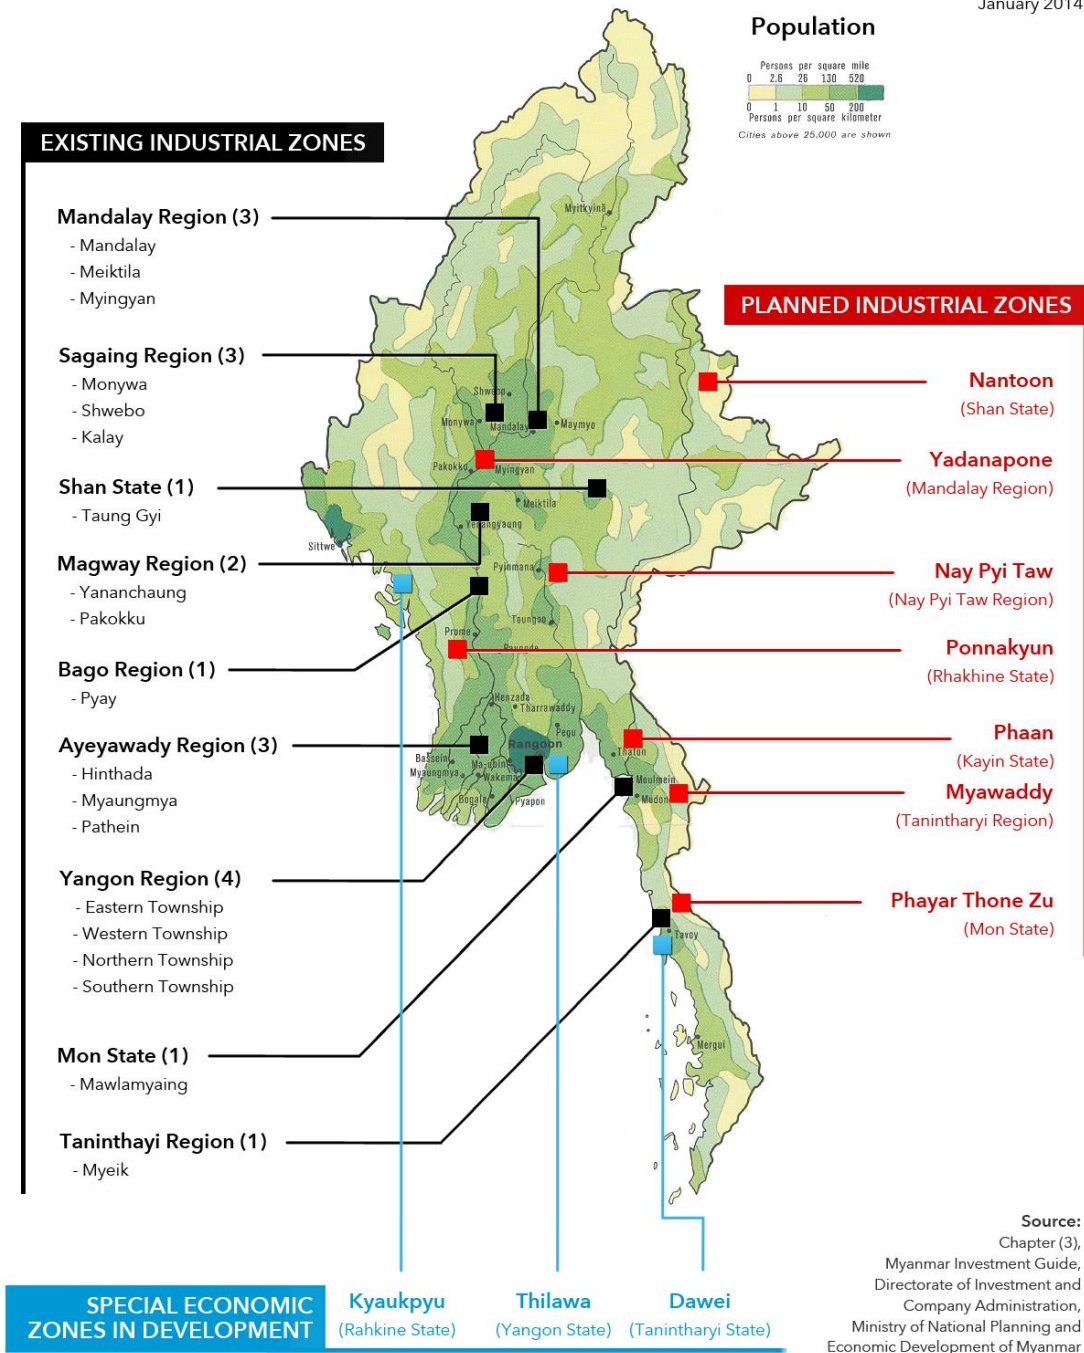 January 2014
Population
Persons per square mile
0 2.6 26 130 520
0 1 10 50 200
Persons per square kilometer
Cities above 25,000 are shown
EXISTING INDUSTRIAL ZONES
Mandalay Region (3)
- Mandalay
- Meiktila
- Myingyan
Sagaing Region (3)
- Monywa
- Shwebo
- Kalay
Shan State (1)
- Taung Gyi
Magway Region (2)
- Yananchaung
- Pakokku
Bago Region (1)
- Pyay
Ayeyawady Region (3)
- Hinthada
- Myaungmya
- Pathein
Yangon Region (4)
- Eastern Township
- Western Township
- Northern Township
- Southern Township
Mon State (1)
- Mawlamyaing
Taninthayi Region (1)
- Myeik
Myitkyina
Shwebo
Monywa
Mandalay
Maymyo
Pakokku
Myingyan
Meiktila
Yenangyaung
Sittwe
Pyinmana
Toungoo
Prome
Henzada
Tharrawaddy
Pegu
Rangoon
Bassein
Ma-ubin
Myaungmya
Wakema
Bogale
Pyapon
Thaton
Moulmein
Mudon
Tavoy
Mergui
PLANNED INDUSTRIAL ZONES
Nantoon
(Shan State)
Yadanapone
(Mandalay Region)
Nay Pyi Taw
(Nay Pyi Taw Region)
Ponnakyun
(Rhakhine State)
Phaan
(Kayin State)
Myawaddy
(Tanintharyi Region)
Phayar Thone Zu
(Mon State)
SPECIAL ECONOMIC
ZONES IN DEVELOPMENT
Kyaukpyu
(Rahkine State)
Thilawa
(Yangon State)
Dawei
(Tanintharyi State)
Source:
Chapter (3),
Myanmar Investment Guide,
Directorate of Investment and
Company Administration,
Ministry of National Planning and
Economic Development of Myanmar